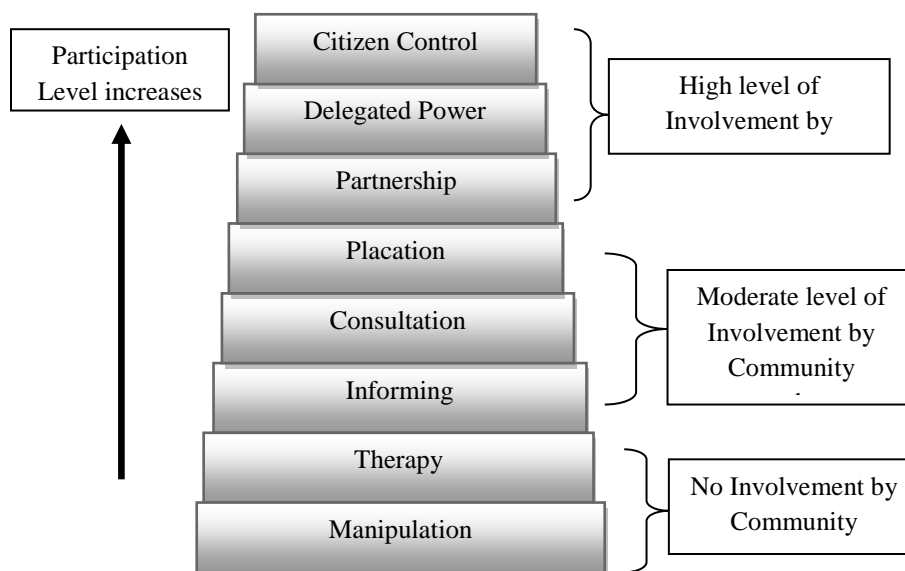 Participation
Level increases
Citizen Control
Delegated Power
Partnership
Placation
Consultation
Informing
Therapy
Manipulation
High level of
Involvement by
Moderate level of
Involvement by
Community
No Involvement by
Community